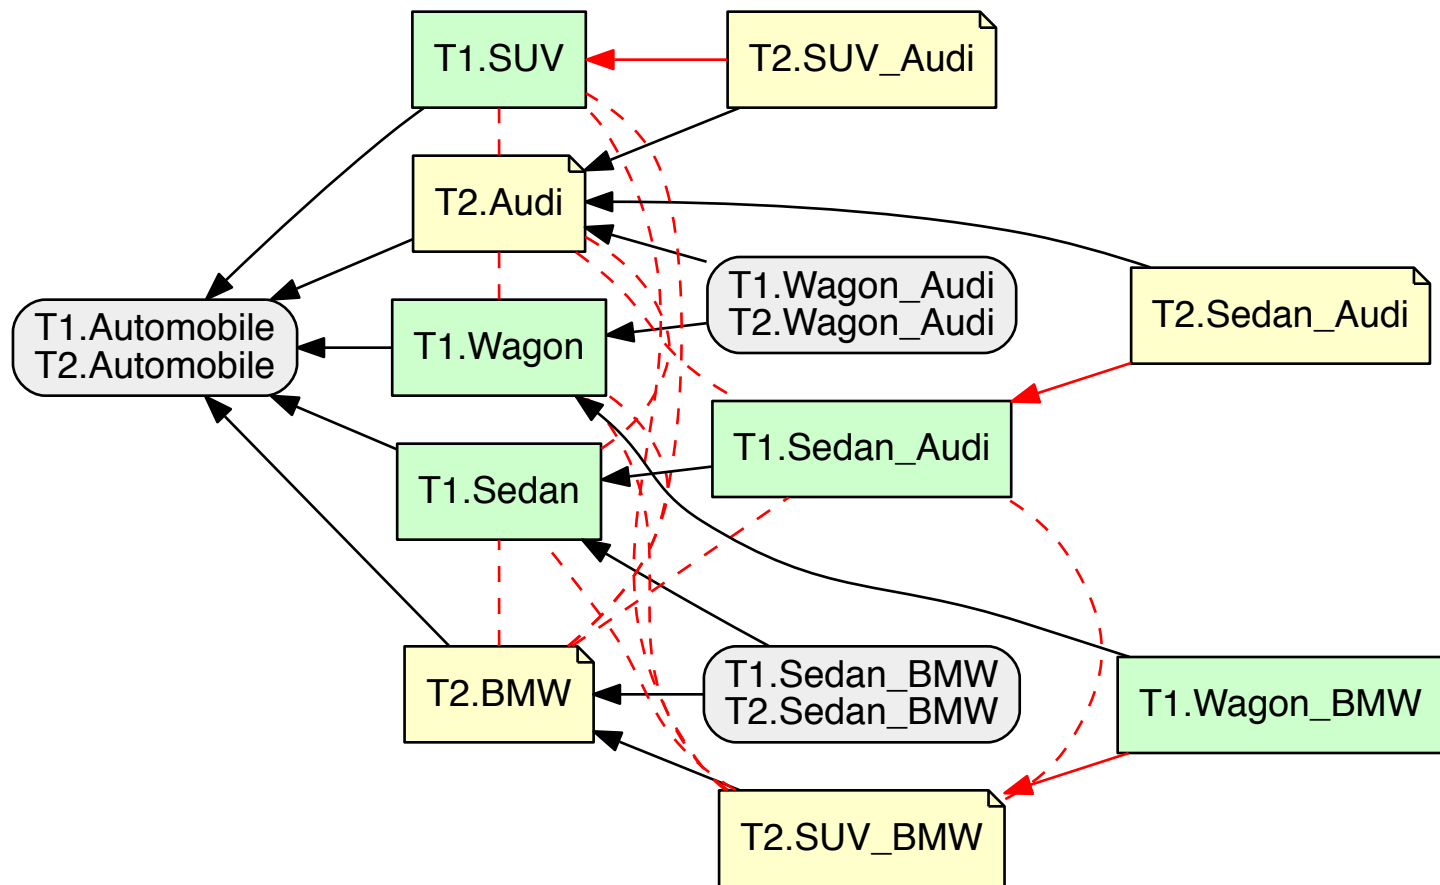 T1.SUV
T2.SUV_Audi
T2.Audi
T1.Wagon_Audi
T2.Wagon_Audi
T2.Sedan_Audi
T1.Automobile
T2.Automobile
T1.Wagon
T1.Sedan_Audi
T1.Sedan
T1.Sedan_BMW
T2.Sedan_BMW
T2.BMW
T1.Wagon_BMW
T2.SUV_BMW